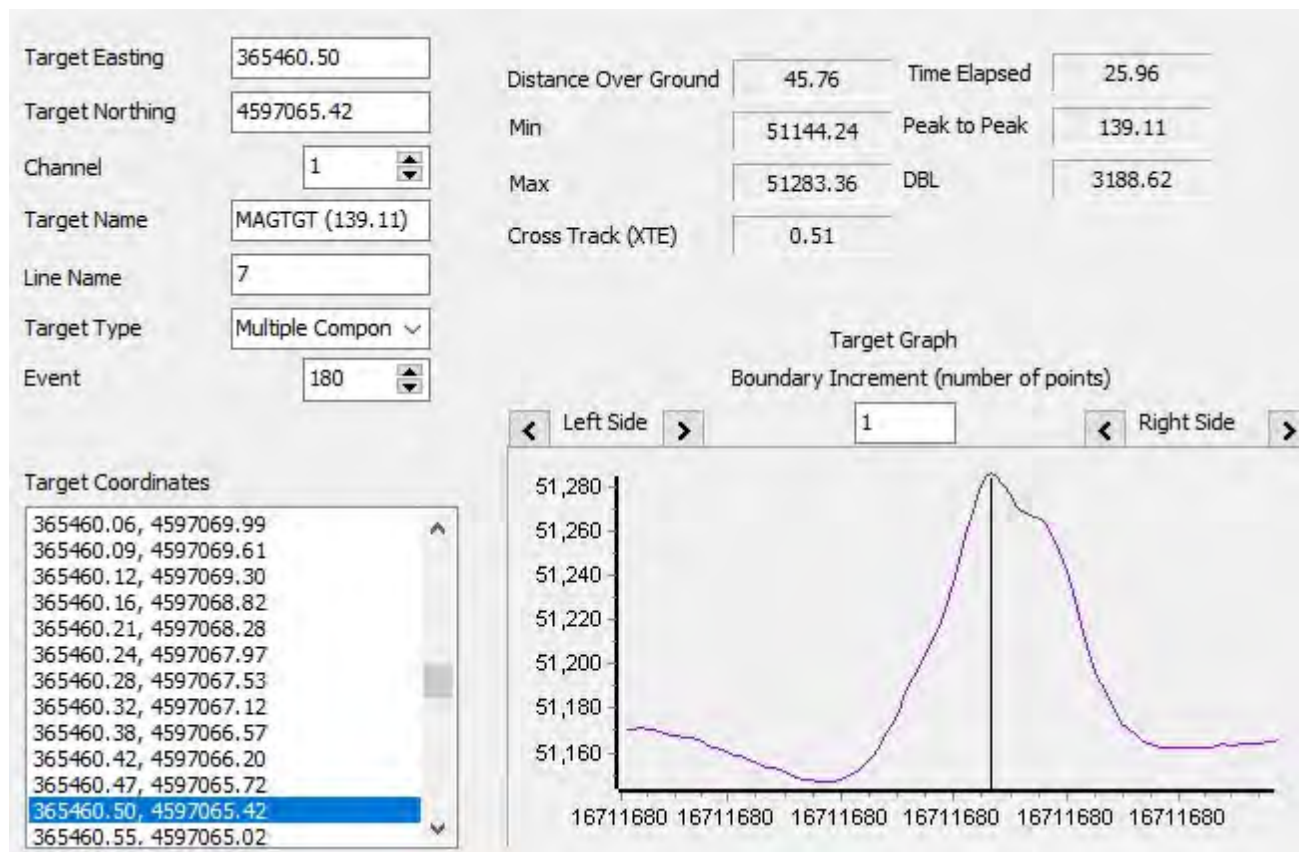 Target Easting 365460.50
Target Northing 4597065.42
Channel 1
Target Name MAGTGT (139.11)
Line Name 7
Target Type Multiple Compon
Event 180
Distance Over Ground 45.76 Time Elapsed 25.96
Min 51144.24 Peak to Peak 139.11
Max 51283.36 DBL 3188.62
Cross Track (XTE) 0.51
Target Coordinates
365460.06, 4597069.99
365460.09, 4597069.61
365460.12, 4597069.30
365460.16, 4597068.82
365460.21, 4597068.28
365460.24, 4597067.97
365460.28, 4597067.53
365460.32, 4597067.12
365460.38, 4597066.57
365460.42, 4597066.20
365460.47, 4597065.72
365460.50, 4597065.42
365460.55, 4597065.02
Target Graph
Boundary Increment (number of points)
Left Side 1 Right Side
51,280
51,260
51,240
51,220
51,200
51,180
51,160
16711680 16711680 16711680 16711680 16711680 16711680